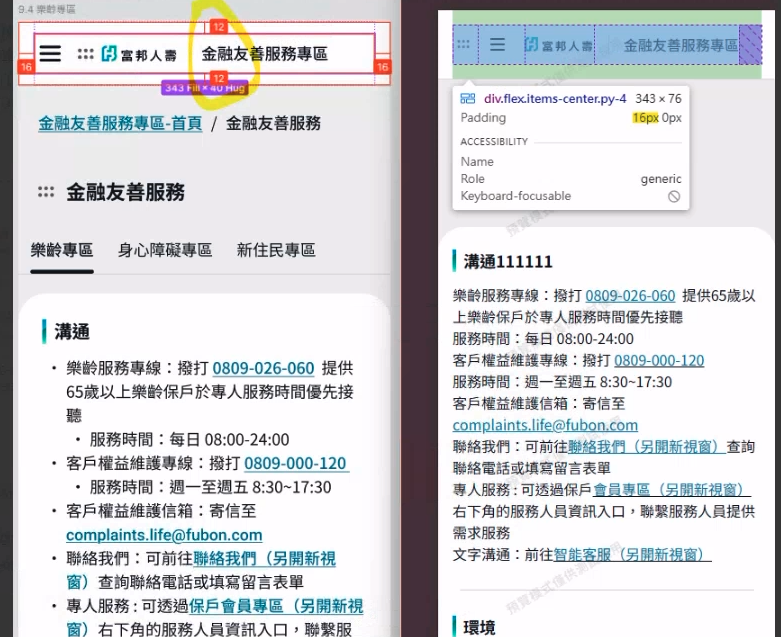 9.4 樂齡專區
12
富邦人壽
金融友善服務專區
16
16
12
343 Fill × 40 Hug
金融友善服務專區-首頁 / 金融友善服務
金融友善服務
樂齡專區 身心障礙專區 新住民專區
溝通
• 樂齡服務專線：撥打 0809-026-060 提供
65歲以上樂齡保戶於專人服務時間優先接
聽
• 服務時間：每日 08:00-24:00
• 客戶權益維護專線：撥打 0809-000-120
• 服務時間：週一至週五 8:30~17:30
• 客戶權益維護信箱：寄信至
complaints.life@fubon.com
• 聯絡我們：可前往聯絡我們（另開新視
窗）查詢聯絡電話或填寫留言表單
• 專人服務 : 可透過保戶會員專區（另開新視
窗）右下角的服務人員資訊入口，聯繫服
富邦人壽
金融友善服務專區
div.flex.items-center.py-4 343 × 76
Padding 16px 0px
ACCESSIBILITY
Name
Role generic
Keyboard-focusable
溝通111111
樂齡服務專線：撥打 0809-026-060 提供65歲以
上樂齡保戶於專人服務時間優先接聽
服務時間：每日 08:00-24:00
客戶權益維護專線：撥打 0809-000-120
服務時間：週一至週五 8:30~17:30
客戶權益維護信箱：寄信至
complaints.life@fubon.com
聯絡我們：可前往聯絡我們（另開新視窗）查詢
聯絡電話或填寫留言表單
專人服務 : 可透過保戶會員專區（另開新視窗）
右下角的服務人員資訊入口，聯繫服務人員提供
需求服務
文字溝通：前往智能客服（另開新視窗）
環境